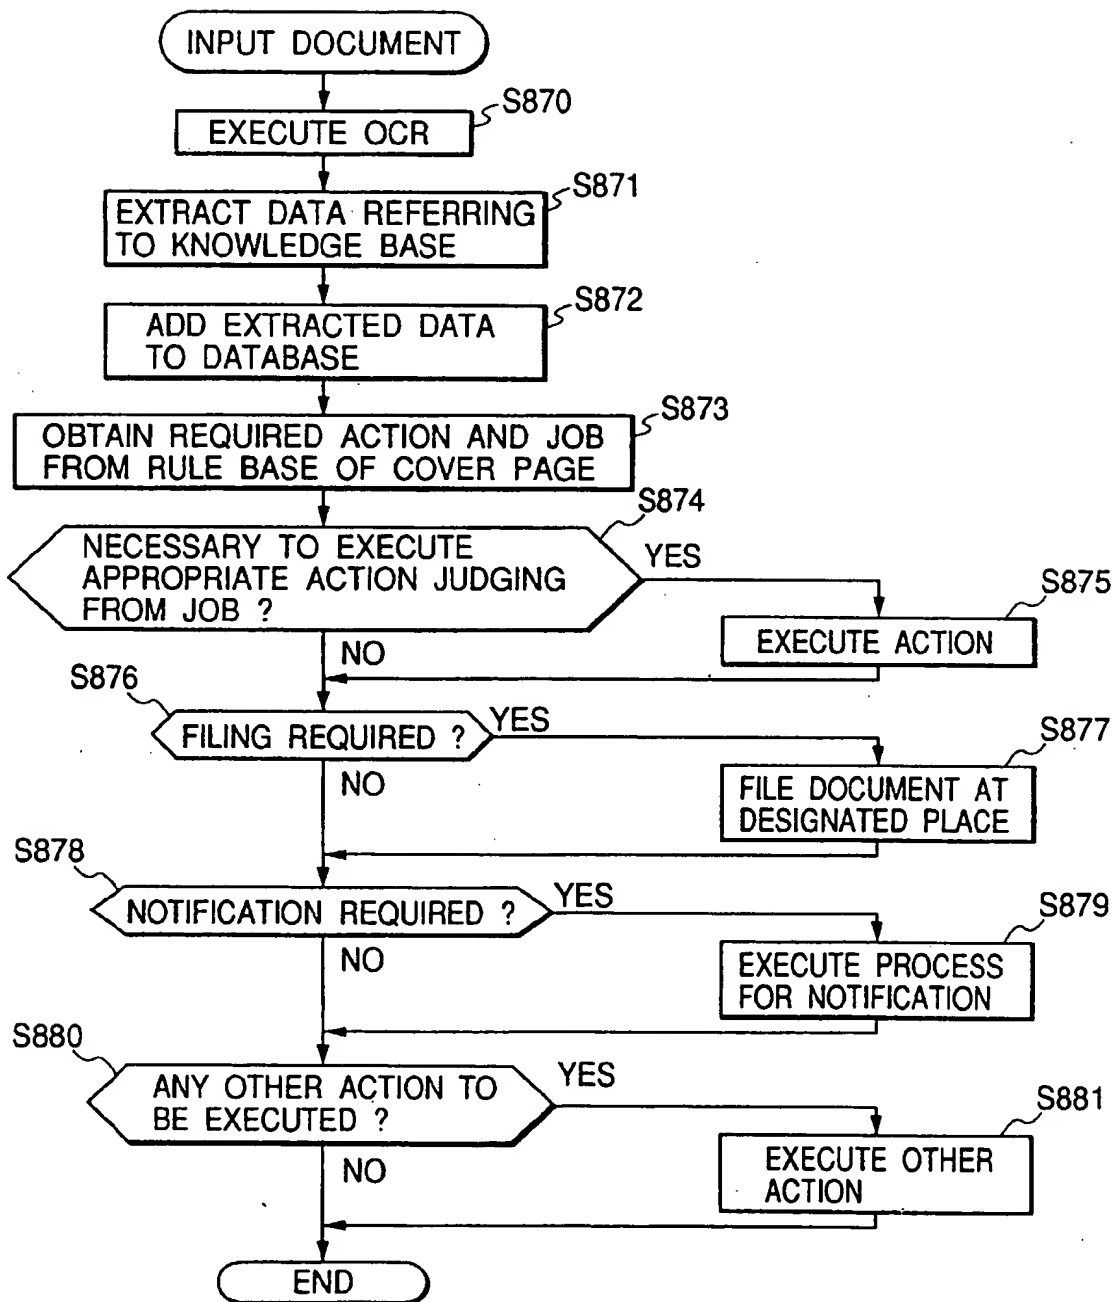 INPUT DOCUMENT
S870
EXECUTE OCR
S871
EXTRACT DATA REFERRING
TO KNOWLEDGE BASE
S872
ADD EXTRACTED DATA
TO DATABASE
S873
OBTAIN REQUIRED ACTION AND JOB
FROM RULE BASE OF COVER PAGE
S874
NECESSARY TO EXECUTE
APPROPRIATE ACTION JUDGING
FROM JOB ?
YES
S875
EXECUTE ACTION
NO
S876
FILING REQUIRED ?
YES
S877
FILE DOCUMENT AT
DESIGNATED PLACE
NO
S878
NOTIFICATION REQUIRED ?
YES
S879
EXECUTE PROCESS
FOR NOTIFICATION
NO
S880
ANY OTHER ACTION TO
BE EXECUTED ?
YES
S881
EXECUTE OTHER
ACTION
NO
END